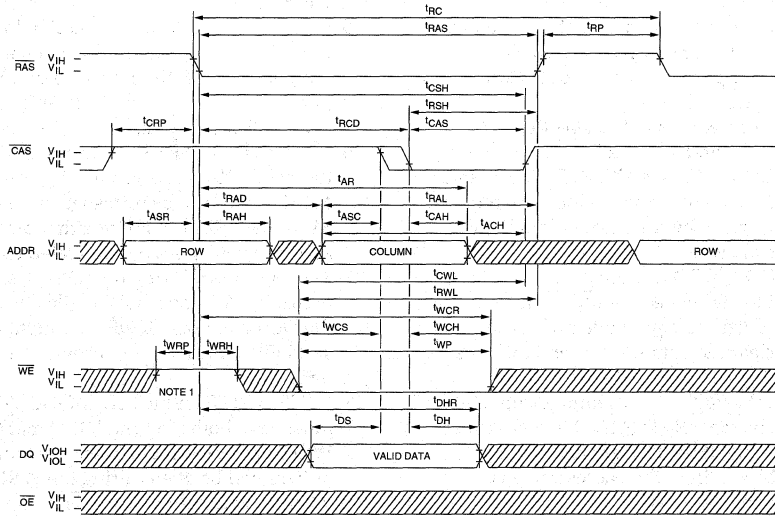 tRC
tRAS
tRP
RAS VIH
VIL
tCSH
tRSH
tCRP
tRCD
tCAS
CAS VIH
VIL
tAR
tRAD
tRAL
tASR
tRAH
tASC
tCAH
tACH
ADDR VIH
VIL
ROW
COLUMN
ROW
tCWL
tRWL
tWCR
tWCS
tWCH
tWRP
tWRH
tWP
WE VIH
VIL
NOTE 1
tDHR
tDS
tDH
DQ VIOH
VIOL
VALID DATA
OE VIH
VIL